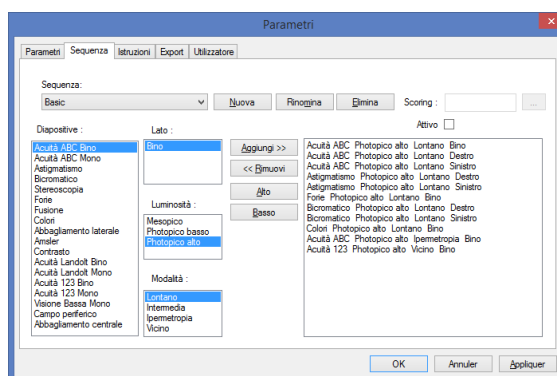 Parametri
Parametri Sequenza Istruzioni Export Utilizzatore
Sequenza:
Basic
Nuova
Rinomina
Elimina
Scoring :
...
Attivo
Diapositive :
Acuità ABC Bino
Acuità ABC Mono
Astigmatismo
Bicromatico
Stereoscopia
Forie
Fusione
Colori
Abbagliamento laterale
Amsler
Contrasto
Acuità Landolt Bino
Acuità Landolt Mono
Acuità 123 Bino
Acuità 123 Mono
Visione Bassa Mono
Campo periferico
Abbagliamento centrale
Lato :
Bino
Luminosità :
Mesopico
Photopico basso
Photopico alto
Modalità :
Lontano
Intermedia
Ipermetropia
Vicino
Aggiungi >>
<< Rimuovi
Alto
Basso
Acuità ABC Photopico alto Lontano Bino
Acuità ABC Photopico alto Lontano Destro
Acuità ABC Photopico alto Lontano Sinistro
Astigmatismo Photopico alto Lontano Destro
Astigmatismo Photopico alto Lontano Sinistro
Forie Photopico alto Lontano Bino
Bicromatico Photopico alto Lontano Destro
Bicromatico Photopico alto Lontano Sinistro
Colori Photopico alto Lontano Bino
Acuità ABC Photopico alto Ipermetropia Bino
Acuità 123 Photopico alto Vicino Bino
OK
Annuler
Appliquer